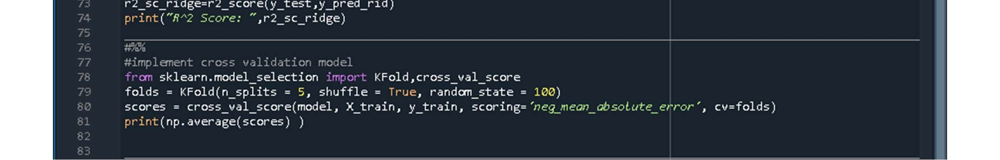 73 r2_sc_ridge=r2_score(y_test,y_pred_rid)
74 print("R^2 Score: ",r2_sc_ridge)
75
76 #%%
77 #implement cross validation model
78 from sklearn.model_selection import KFold,cross_val_score
79 folds = KFold(n_splits = 5, shuffle = True, random_state = 100)
80 scores = cross_val_score(model, X_train, y_train, scoring='neg_mean_absolute_error', cv=folds)
81 print(np.average(scores) )
82
83